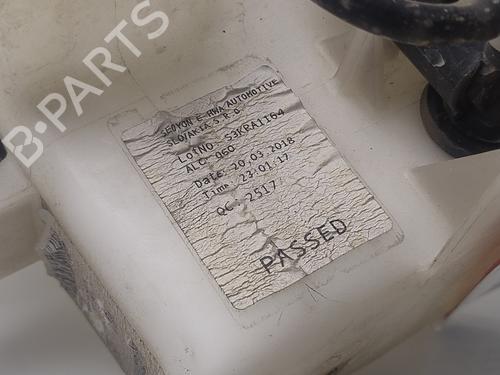 B-PARTS
SEOYON E-HWA AUTOMOTIVE
SLOVAKIA S.R.O
LotNO: S3KRA1164
ALC: 060
Date: 20.03.2018
Time: 23:01:17
QC: 2517
PASSED